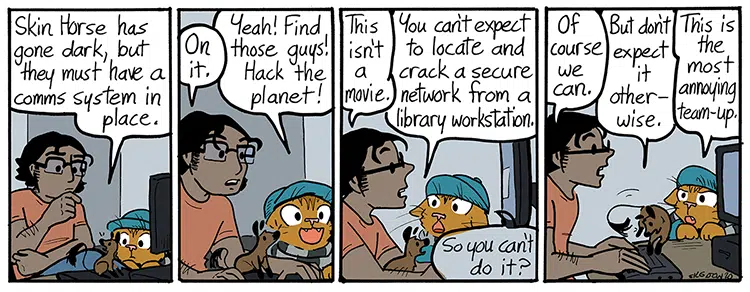 Skin Horse has
gone dark, but
they must have a
comms system in
place.
On
it.
Yeah! Find
those guys!
Hack the
planet!
This
isn't
a
movie.
You can't expect
to locate and
crack a secure
network from a
library workstation.
So you can't
do it?
Of
course
we
can.
But don't
expect
it
other-
wise.
This is
the
most
annoying
team-up.